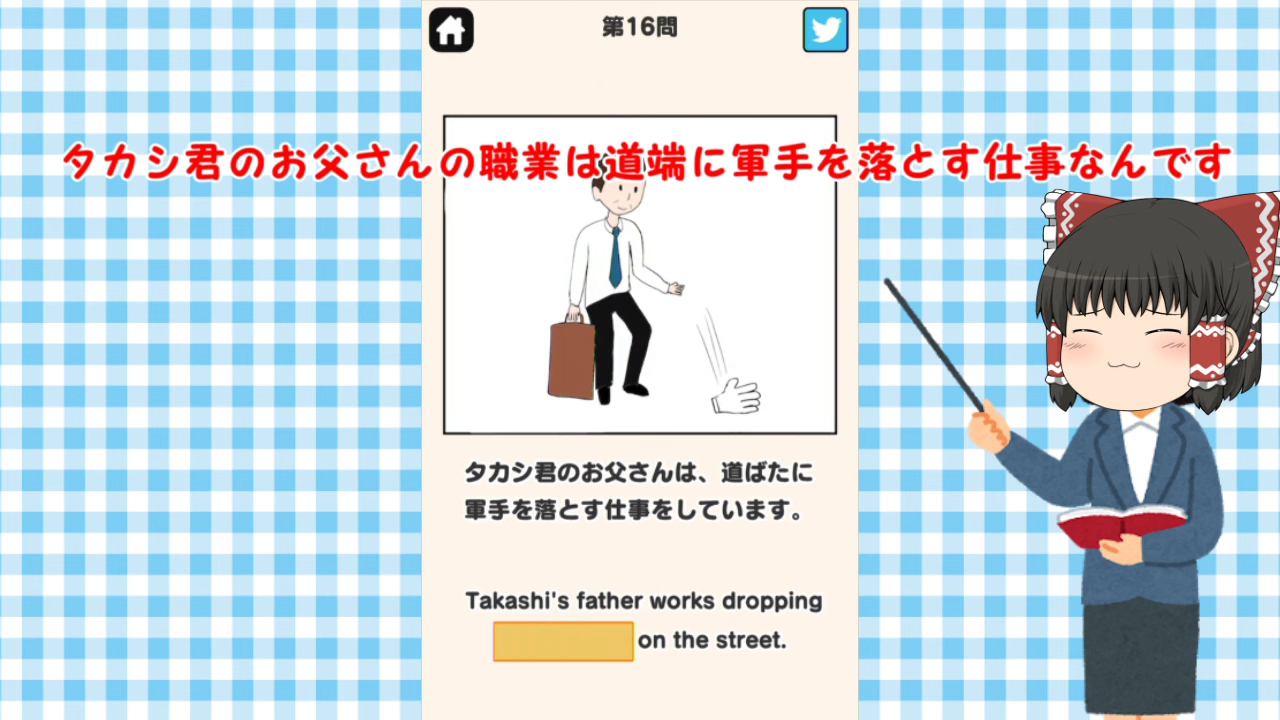 第16問
タカシ君のお父さんの職業は道端に軍手を落とす仕事なんです
タカシ君のお父さんは、道ばたに
軍手を落とす仕事をしています。
Takashi's father works dropping
on the street.